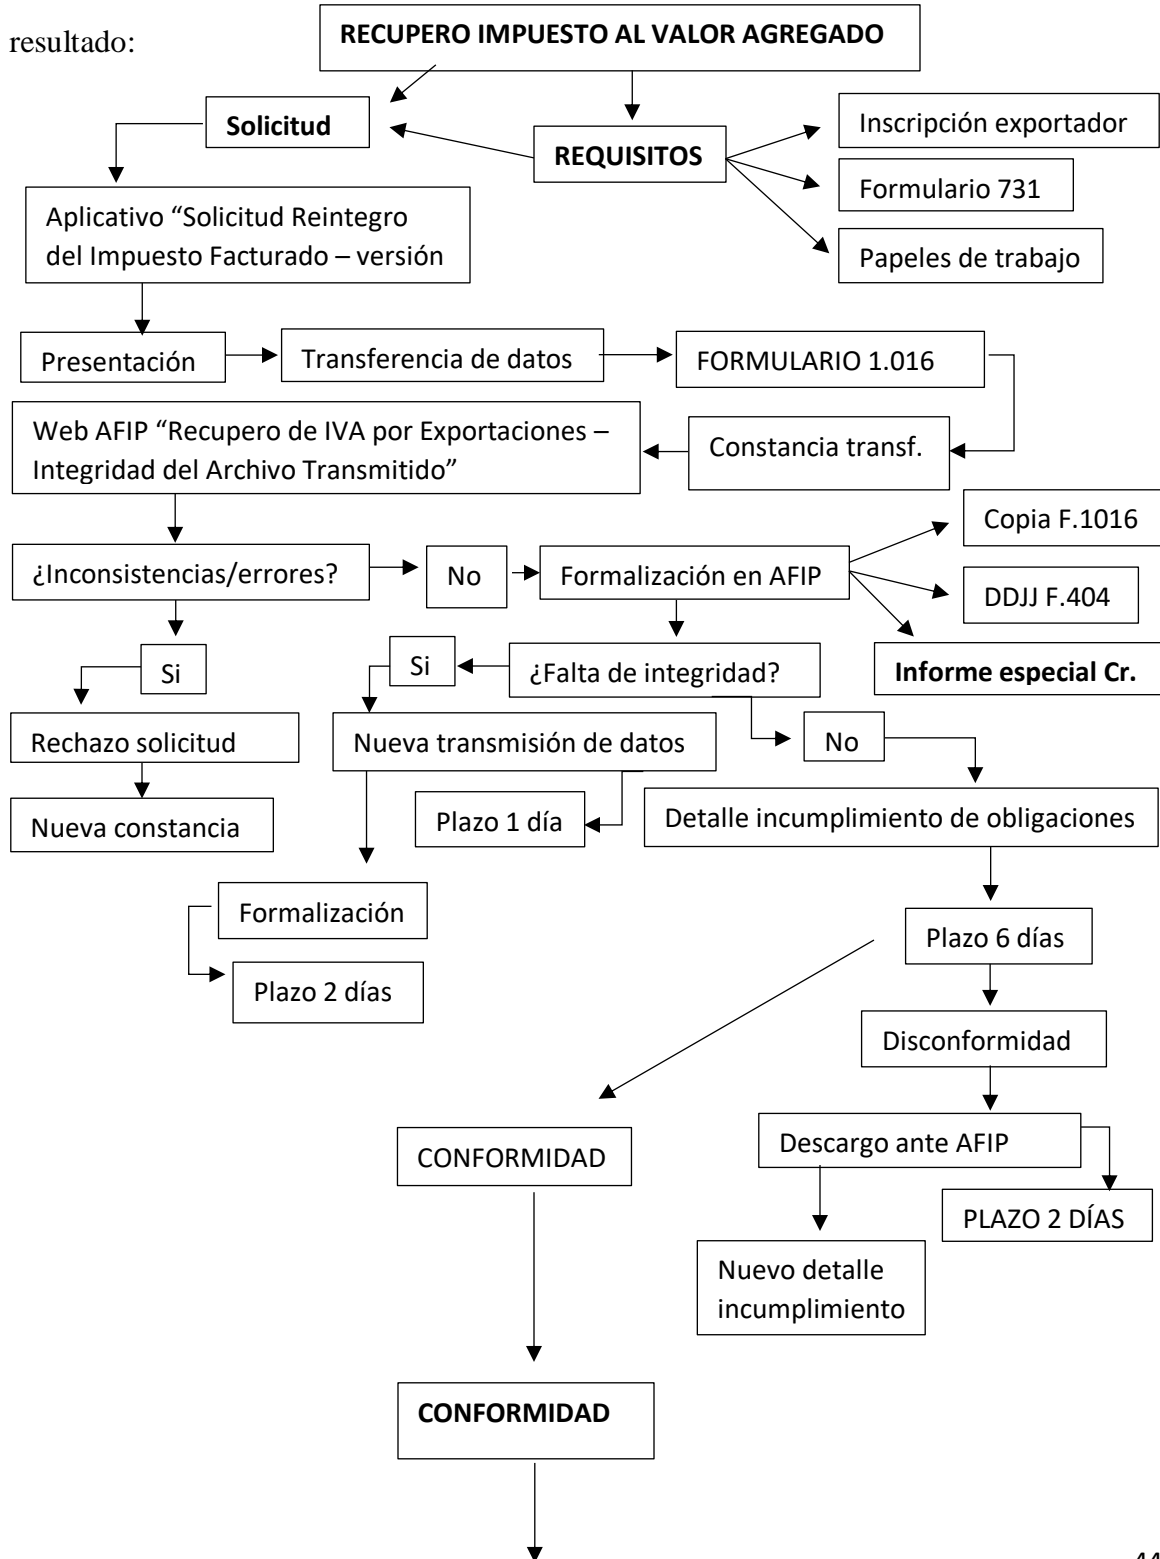 resultado:
RECUPERO IMPUESTO AL VALOR AGREGADO
Solicitud
REQUISITOS
Inscripción exportador
Formulario 731
Papeles de trabajo
Aplicativo “Solicitud Reintegro
del Impuesto Facturado – versión
Presentación
Transferencia de datos
FORMULARIO 1.016
Web AFIP “Recupero de IVA por Exportaciones –
Integridad del Archivo Transmitido”
Constancia transf.
Copia F.1016
¿Inconsistencias/errores?
No
Formalización en AFIP
DDJJ F.404
Si
Si
¿Falta de integridad?
Informe especial Cr.
Rechazo solicitud
Nueva transmisión de datos
No
Nueva constancia
Plazo 1 día
Detalle incumplimiento de obligaciones
Formalización
Plazo 6 días
Plazo 2 días
Disconformidad
CONFORMIDAD
Descargo ante AFIP
PLAZO 2 DÍAS
Nuevo detalle
incumplimiento
CONFORMIDAD